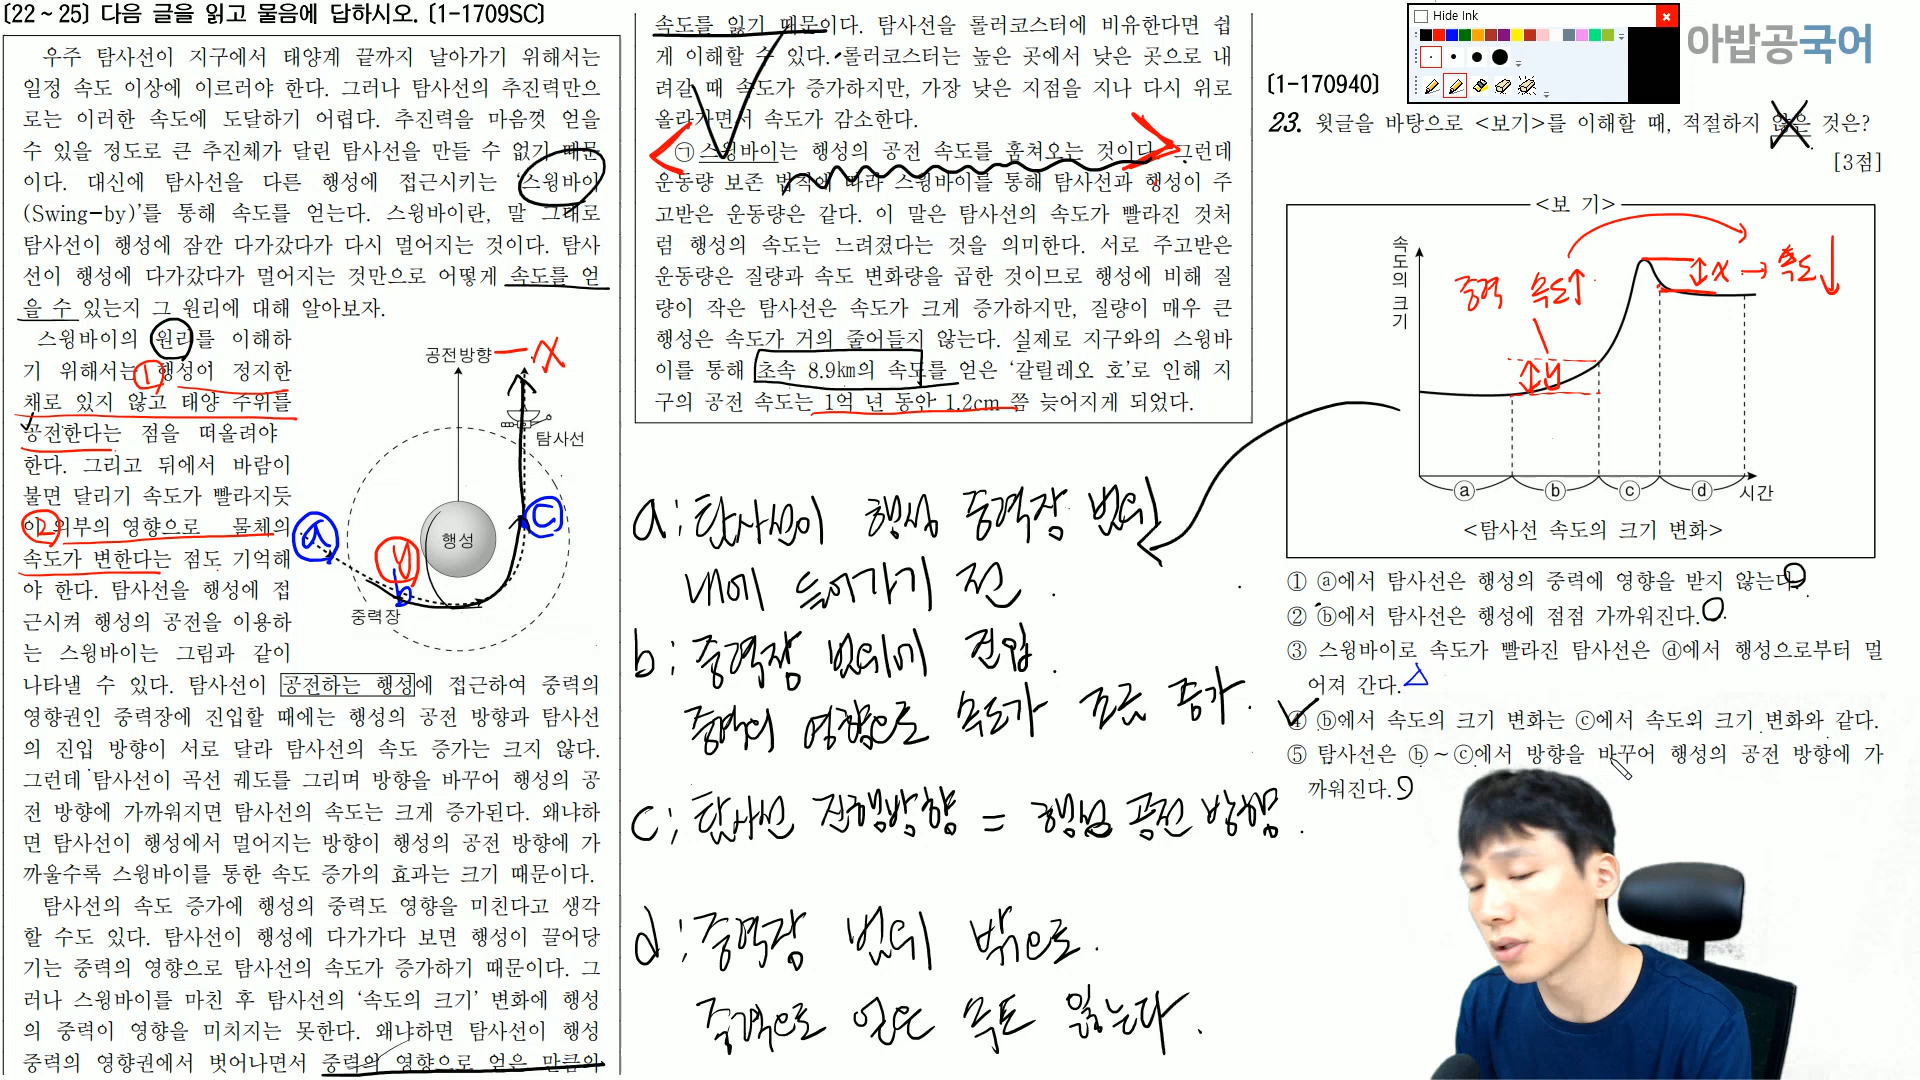 [22 ~ 25] 다음 글을 읽고 물음에 답하시오. [1-1709SC]
우주 탐사선이 지구에서 태양계 끝까지 날아가기 위해서는
일정 속도 이상에 이르러야 한다. 그러나 탐사선의 추진력만으
로는 이러한 속도에 도달하기 어렵다. 추진력을 마음껏 얻을
수 있을 정도로 큰 추진체가 달린 탐사선을 만들 수 없기 때문
이다. 대신에 탐사선을 다른 행성에 접근시키는 ‘스윙바이
(Swing-by)’를 통해 속도를 얻는다. 스윙바이란, 말 그대로
탐사선이 행성에 잠깐 다가갔다가 다시 멀어지는 것이다. 탐사
선이 행성에 다가갔다가 멀어지는 것만으로 어떻게 속도를 얻
을 수 있는지 그 원리에 대해 알아보자.
스윙바이의 원리를 이해하
기 위해서는 행성이 정지한
채로 있지 않고 태양 주위를
공전한다는 점을 떠올려야
한다. 그리고 뒤에서 바람이
불면 달리기 속도가 빨라지듯
이 외부의 영향으로 물체의
속도가 변한다는 점도 기억해
야 한다. 탐사선을 행성에 접
근시켜 행성의 공전을 이용하
는 스윙바이는 그림과 같이
나타낼 수 있다. 탐사선이 공전하는 행성에 접근하여 중력의
영향권인 중력장에 진입할 때에는 행성의 공전 방향과 탐사선
의 진입 방향이 서로 달라 탐사선의 속도 증가는 크지 않다.
그런데 탐사선이 곡선 궤도를 그리며 방향을 바꾸어 행성의 공
전 방향에 가까워지면 탐사선의 속도는 크게 증가된다. 왜냐하
면 탐사선이 행성에서 멀어지는 방향이 행성의 공전 방향에 가
까울수록 스윙바이를 통한 속도 증가의 효과는 크기 때문이다.
탐사선의 속도 증가에 행성의 중력도 영향을 미친다고 생각
할 수도 있다. 탐사선이 행성에 다가가다 보면 행성이 끌어당
기는 중력의 영향으로 탐사선의 속도가 증가하기 때문이다. 그
러나 스윙바이를 마친 후 탐사선의 ‘속도의 크기’ 변화에 행성
의 중력이 영향을 미치지는 못한다. 왜냐하면 탐사선이 행성
중력의 영향권에서 벗어나면서 중력의 영향으로 얻은 만큼의
① ②
공전방향 x
탐사선
행성
중력장
a
y
b
c
속도를 잃기 때문이다. 탐사선을 롤러코스터에 비유한다면 쉽
게 이해할 수 있다. 롤러코스터는 높은 곳에서 낮은 곳으로 내
려갈 때 속도가 증가하지만, 가장 낮은 지점을 지나 다시 위로
올라가면서 속도가 감소한다.
㉠스윙바이는 행성의 공전 속도를 훔쳐오는 것이다. 그런데
운동량 보존 법칙에 따라 스윙바이를 통해 탐사선과 행성이 주
고받은 운동량은 같다. 이 말은 탐사선의 속도가 빨라진 것처
럼 행성의 속도는 느려졌다는 것을 의미한다. 서로 주고받은
운동량은 질량과 속도 변화량을 곱한 것이므로 행성에 비해 질
량이 작은 탐사선은 속도가 크게 증가하지만, 질량이 매우 큰
행성은 속도가 거의 줄어들지 않는다. 실제로 지구와의 스윙바
이를 통해 초속 8.9km의 속도를 얻은 ‘갈릴레오 호’로 인해 지
구의 공전 속도는 1억 년 동안 1.2cm 쯤 늦어지게 되었다.
a : 탐사선이 행성 중력장 범위
내에 들어가기 전.
b : 중력장 범위에 진입.
중력의 영향으로 속도가 조금 증가.
c ; 탐사선 진행방향 = 행성 공전 방향.
d : 중력장 범위 밖으로.
중력으로 얻은 속도 잃는다.
Hide Ink
아밥공국어
[1-170940]
23. 윗글을 바탕으로 <보기>를 이해할 때, 적절하지 않은 것은?
[3점]
<보 기>
속도의 크기
중력 속도↑
x → 속도↓
y
ⓐ ⓑ ⓒ ⓓ 시간
<탐사선 속도의 크기 변화>
① ⓐ에서 탐사선은 행성의 중력에 영향을 받지 않는다.
② ⓑ에서 탐사선은 행성에 점점 가까워진다.
③ 스윙바이로 속도가 빨라진 탐사선은 ⓓ에서 행성으로부터 멀
어져 간다.
④ ⓑ에서 속도의 크기 변화는 ⓒ에서 속도의 크기 변화와 같다.
⑤ 탐사선은 ⓑ~ⓒ에서 방향을 바꾸어 행성의 공전 방향에 가
까워진다.